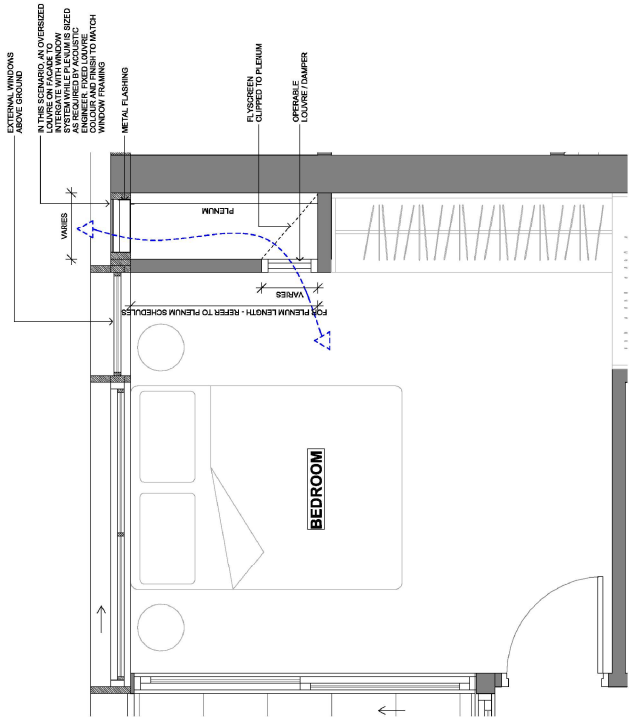 EXTERNAL WINDOWS
ABOVE GROUND
IN THIS SCENARIO, AN OVERSIZED
LOUVRE ON FACADE TO
INTERGATE WITH WINDOW
SYSTEM WHILE PLENUM IS SIZED
AS REQUIRED BY ACOUSTIC
ENGINEER. FIXED LOUVRE
COLOUR AND FINISH TO MATCH
WINDOW FRAMING
METAL FLASHING
FLYSCREEN
CLIPPED TO PLENUM
OPERABLE
LOUVRE / DAMPER
VARIES
PLENUM
VARIES
FOR PLENUM LENGTH - REFER TO PLENUM SCHEDULES
BEDROOM